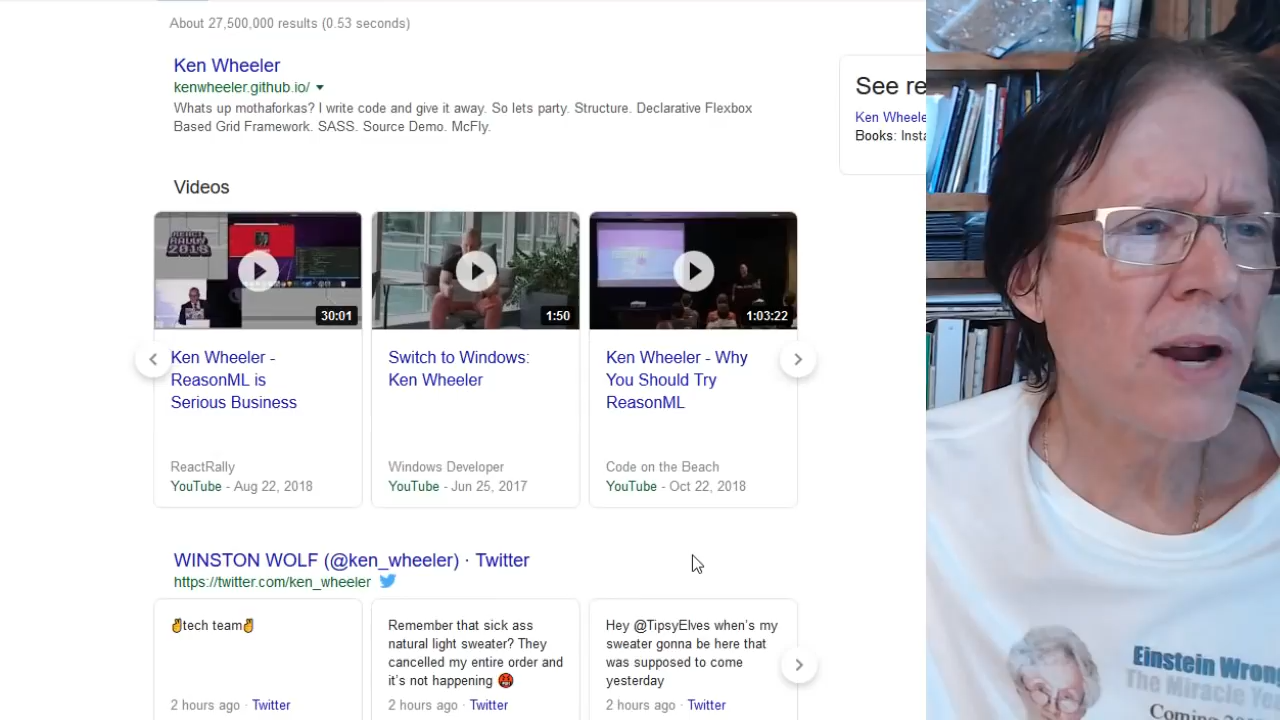 About 27,500,000 results (0.53 seconds)
Ken Wheeler
kenwheeler.github.io/
Whats up mothaforkas? I write code and give it away. So lets party. Structure. Declarative Flexbox
Based Grid Framework. SASS. Source Demo. McFly.
See re
Ken Wheele
Books: Insta
Videos
REACT
RALLY
2018
30:01
1:50
1:03:22
Ken Wheeler -
ReasonML is
Serious Business
ReactRally
YouTube - Aug 22, 2018
Switch to Windows:
Ken Wheeler
Windows Developer
YouTube - Jun 25, 2017
Ken Wheeler - Why
You Should Try
ReasonML
Code on the Beach
YouTube - Oct 22, 2018
WINSTON WOLF (@ken_wheeler) · Twitter
https://twitter.com/ken_wheeler
✌tech team✌
2 hours ago · Twitter
Remember that sick ass
natural light sweater? They
cancelled my entire order and
it's not happening 🤬
2 hours ago · Twitter
Hey @TipsyElves when's my
sweater gonna be here that
was supposed to come
yesterday
2 hours ago · Twitter
Einstein Wrong
The Miracle Ye
Coming 20